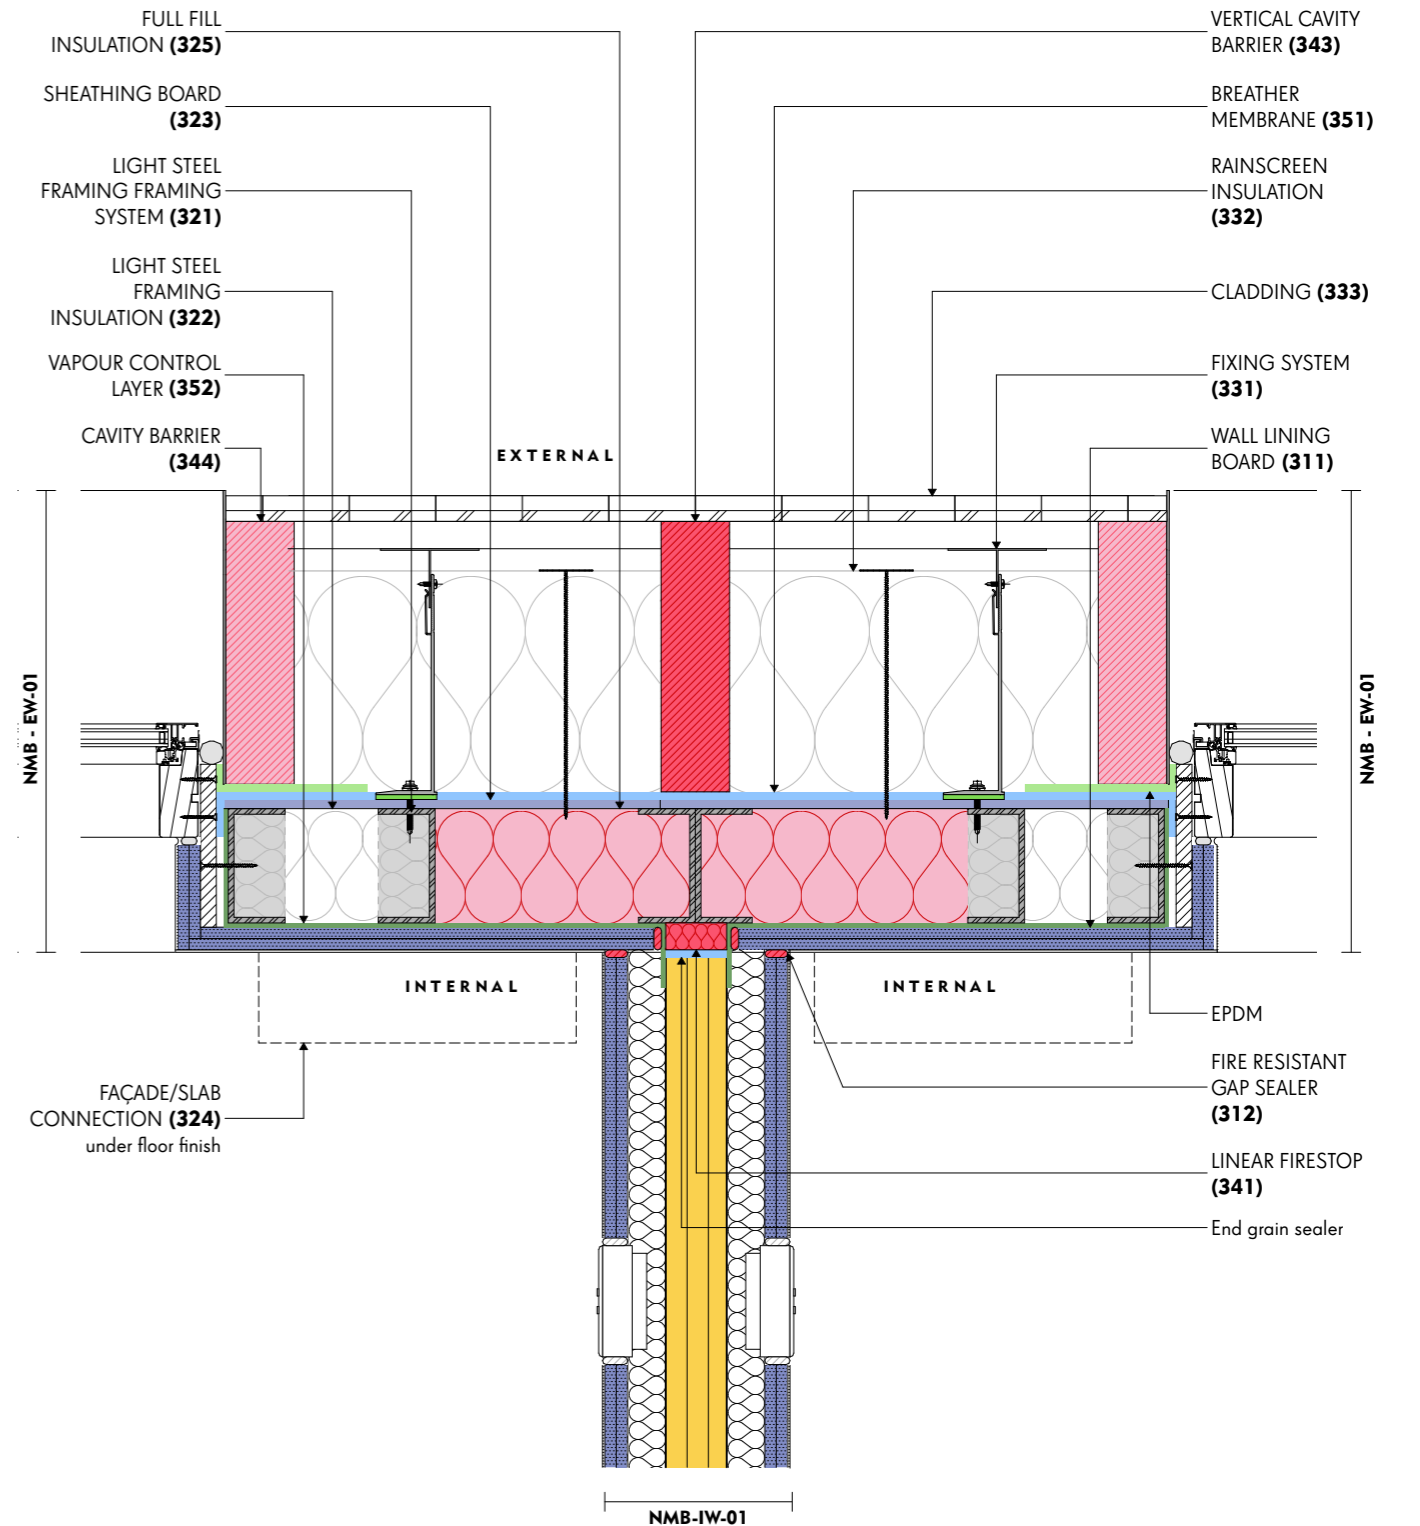 FULL FILL
INSULATION (325)
SHEATHING BOARD
(323)
LIGHT STEEL
FRAMING FRAMING
SYSTEM (321)
LIGHT STEEL
FRAMING
INSULATION (322)
VAPOUR CONTROL
LAYER (352)
CAVITY BARRIER
(344)
VERTICAL CAVITY
BARRIER (343)
BREATHER
MEMBRANE (351)
RAINSCREEN
INSULATION
(332)
CLADDING (333)
FIXING SYSTEM
(331)
WALL LINING
BOARD (311)
EXTERNAL
NMB - EW-01
NMB - EW-01
INTERNAL
INTERNAL
EPDM
FAÇADE/SLAB
CONNECTION (324)
under floor finish
FIRE RESISTANT
GAP SEALER
(312)
LINEAR FIRESTOP
(341)
End grain sealer
NMB-IW-01